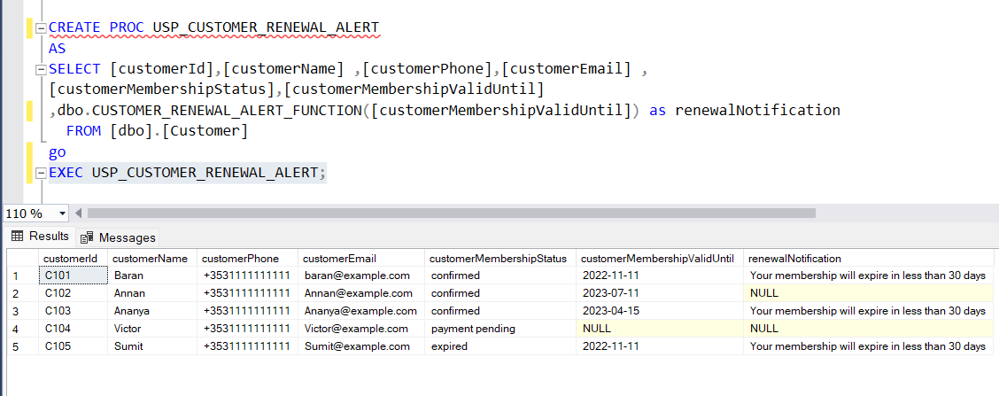 CREATE PROC USP_CUSTOMER_RENEWAL_ALERT
AS
SELECT [customerId],[customerName] ,[customerPhone],[customerEmail] ,
[customerMembershipStatus],[customerMembershipValidUntil]
,dbo.CUSTOMER_RENEWAL_ALERT_FUNCTION([customerMembershipValidUntil]) as renewalNotification
FROM [dbo].[Customer]
go
EXEC USP_CUSTOMER_RENEWAL_ALERT;
110 %
Results Messages
customerId customerName customerPhone customerEmail customerMembershipStatus customerMembershipValidUntil renewalNotification
1 C101 Baran +3531111111111 baran@example.com confirmed 2022-11-11 Your membership will expire in less than 30 days
2 C102 Annan +3531111111111 Annan@example.com confirmed 2023-07-11 NULL
3 C103 Ananya +3531111111111 Ananya@example.com confirmed 2023-04-15 Your membership will expire in less than 30 days
4 C104 Victor +3531111111111 Victor@example.com payment pending NULL NULL
5 C105 Sumit +3531111111111 Sumit@example.com expired 2022-11-11 Your membership will expire in less than 30 days